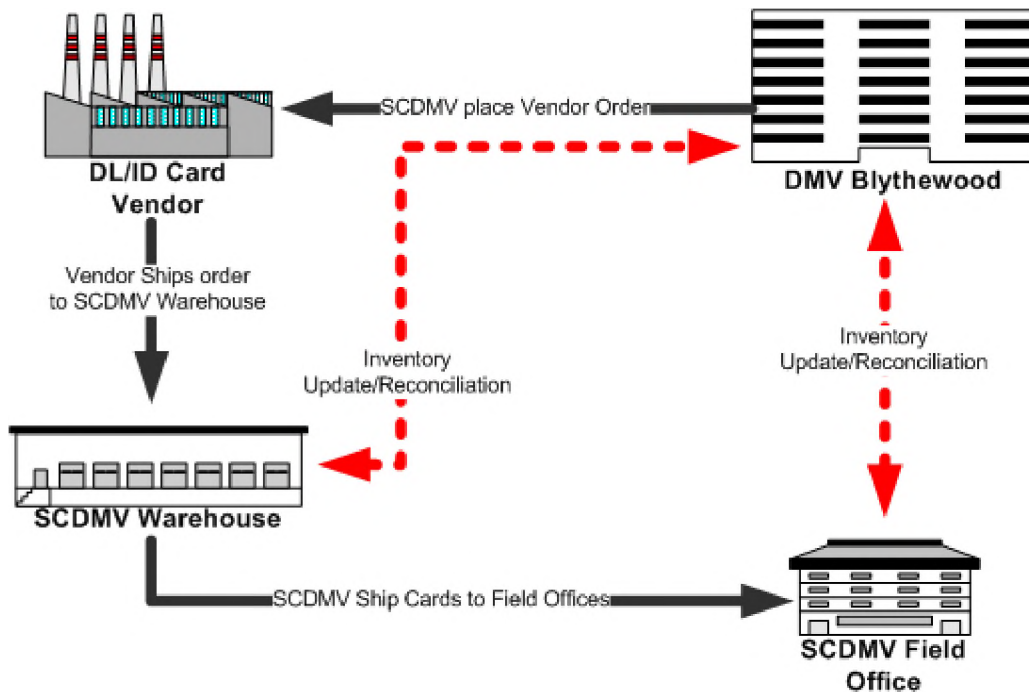 SCDMV place Vendor Order
DL/ID Card
Vendor
DMV Blythewood
Vendor Ships order
to SCDMV Warehouse
Inventory
Update/Reconciliation
Inventory
Update/Reconciliation
SCDMV Warehouse
SCDMV Ship Cards to Field Offices
SCDMV Field
Office